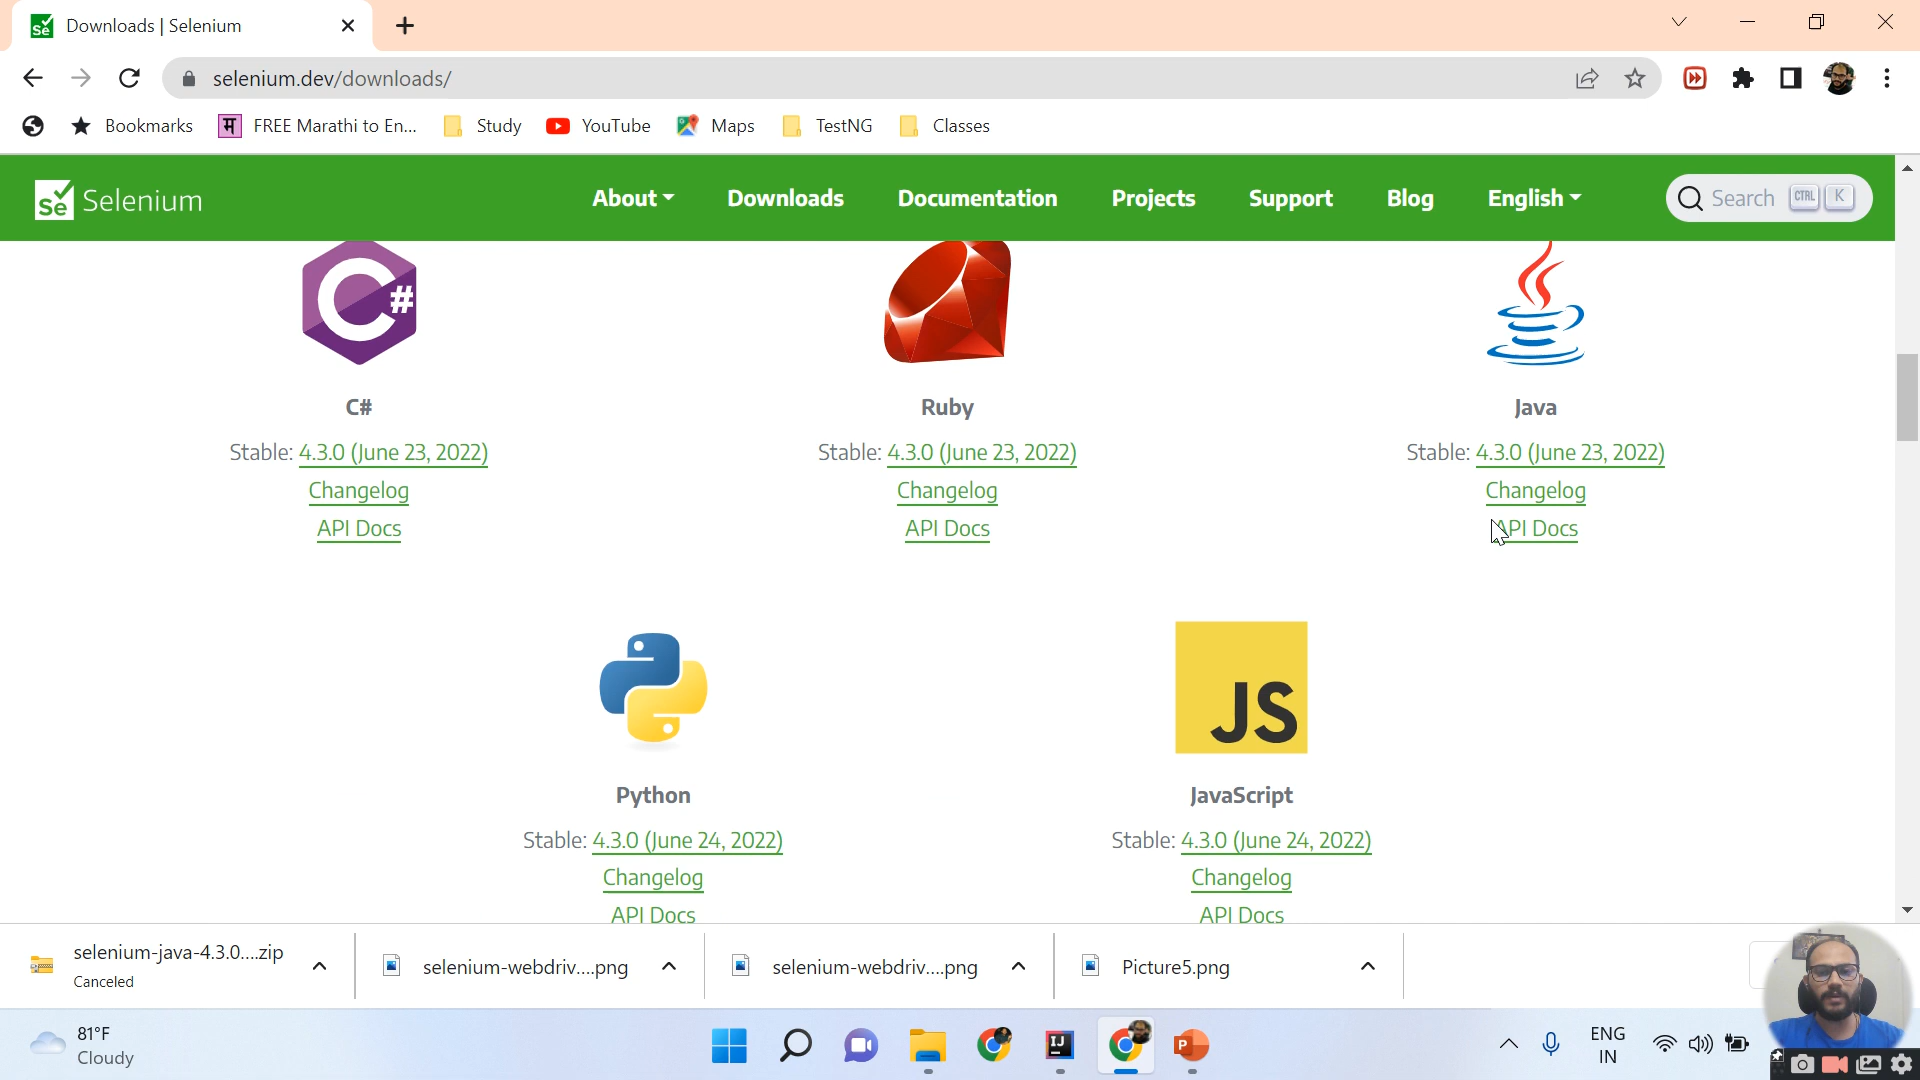 Downloads | Selenium
selenium.dev/downloads/
Bookmarks
म
FREE Marathi to En...
Study
YouTube
Maps
TestNG
Classes
Se
Selenium
About
Downloads
Documentation
Projects
Support
Blog
English
Search
CTRL
K
C#
Stable: 4.3.0 (June 23, 2022)
Changelog
API Docs
Ruby
Stable: 4.3.0 (June 23, 2022)
Changelog
API Docs
Java
Stable: 4.3.0 (June 23, 2022)
Changelog
API Docs
Python
Stable: 4.3.0 (June 24, 2022)
Changelog
API Docs
JS
JavaScript
Stable: 4.3.0 (June 24, 2022)
Changelog
API Docs
selenium-java-4.3.0....zip
Canceled
selenium-webdriv....png
selenium-webdriv....png
Picture5.png
81°F
Cloudy
IJ
P
ENG
IN